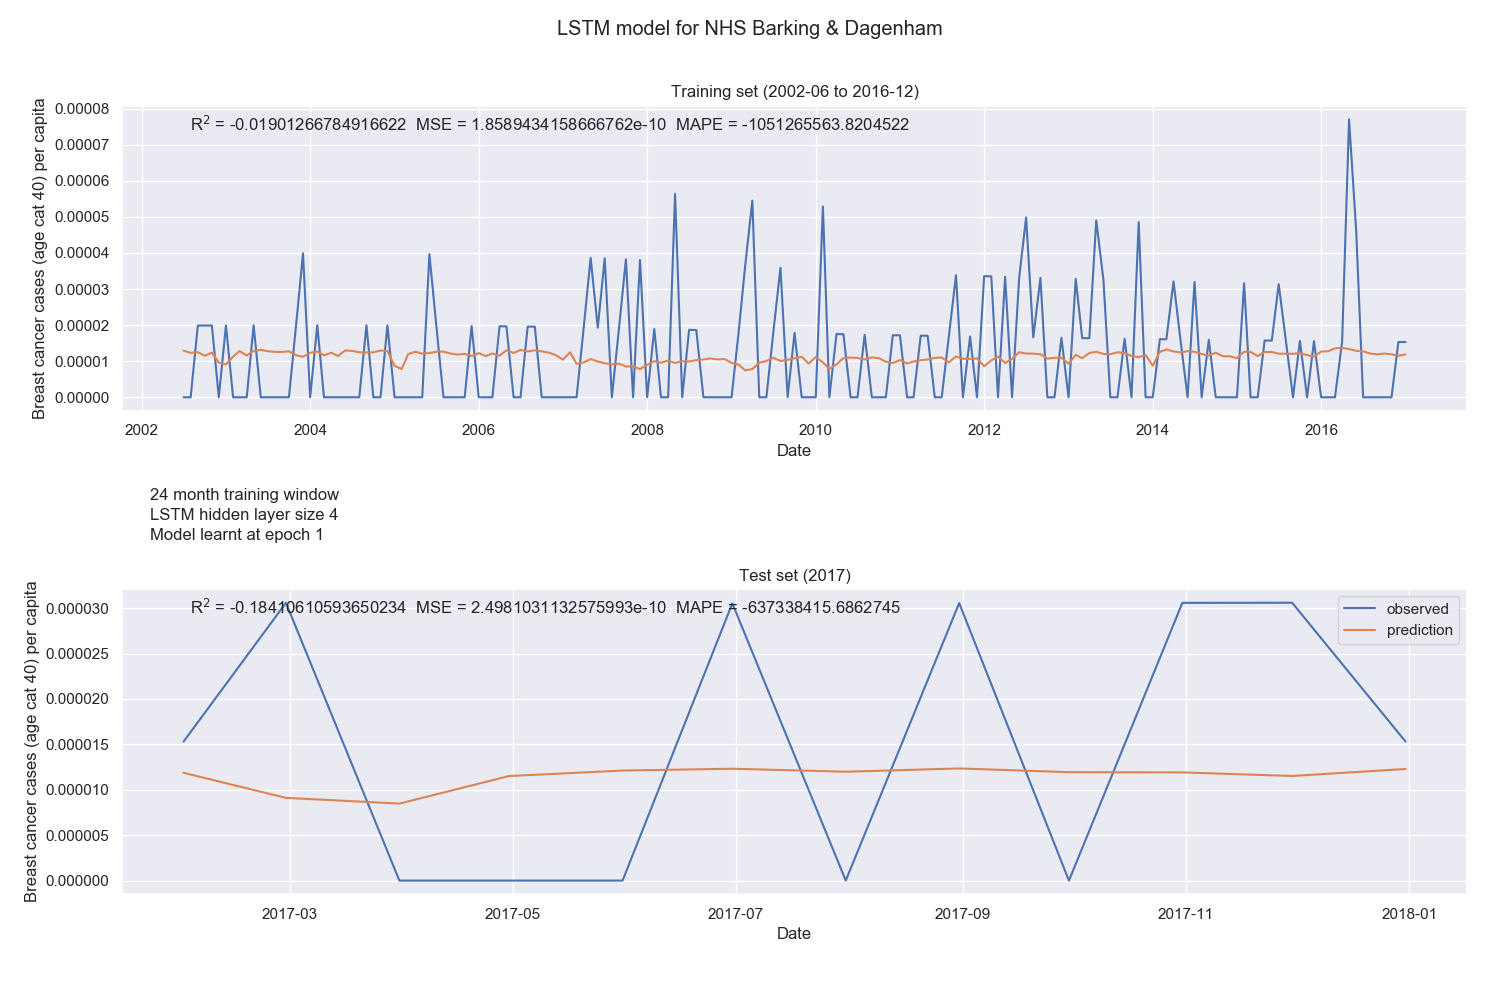 LSTM model for NHS Barking & Dagenham
Training set (2002-06 to 2016-12)
R² = -0.01901266784916622 MSE = 1.8589434158666762e-10 MAPE = -1051265563.8204522
Breast cancer cases (age cat 40) per capita
0.00008
0.00007
0.00006
0.00005
0.00004
0.00003
0.00002
0.00001
0.00000
2002 2004 2006 2008 2010 2012 2014 2016
Date
24 month training window
LSTM hidden layer size 4
Model learnt at epoch 1
Test set (2017)
R² = -0.18410610593650234 MSE = 2.4981031132575993e-10 MAPE = -637338415.6862745
observed
prediction
Breast cancer cases (age cat 40) per capita
0.000030
0.000025
0.000020
0.000015
0.000010
0.000005
0.000000
2017-03 2017-05 2017-07 2017-09 2017-11 2018-01
Date